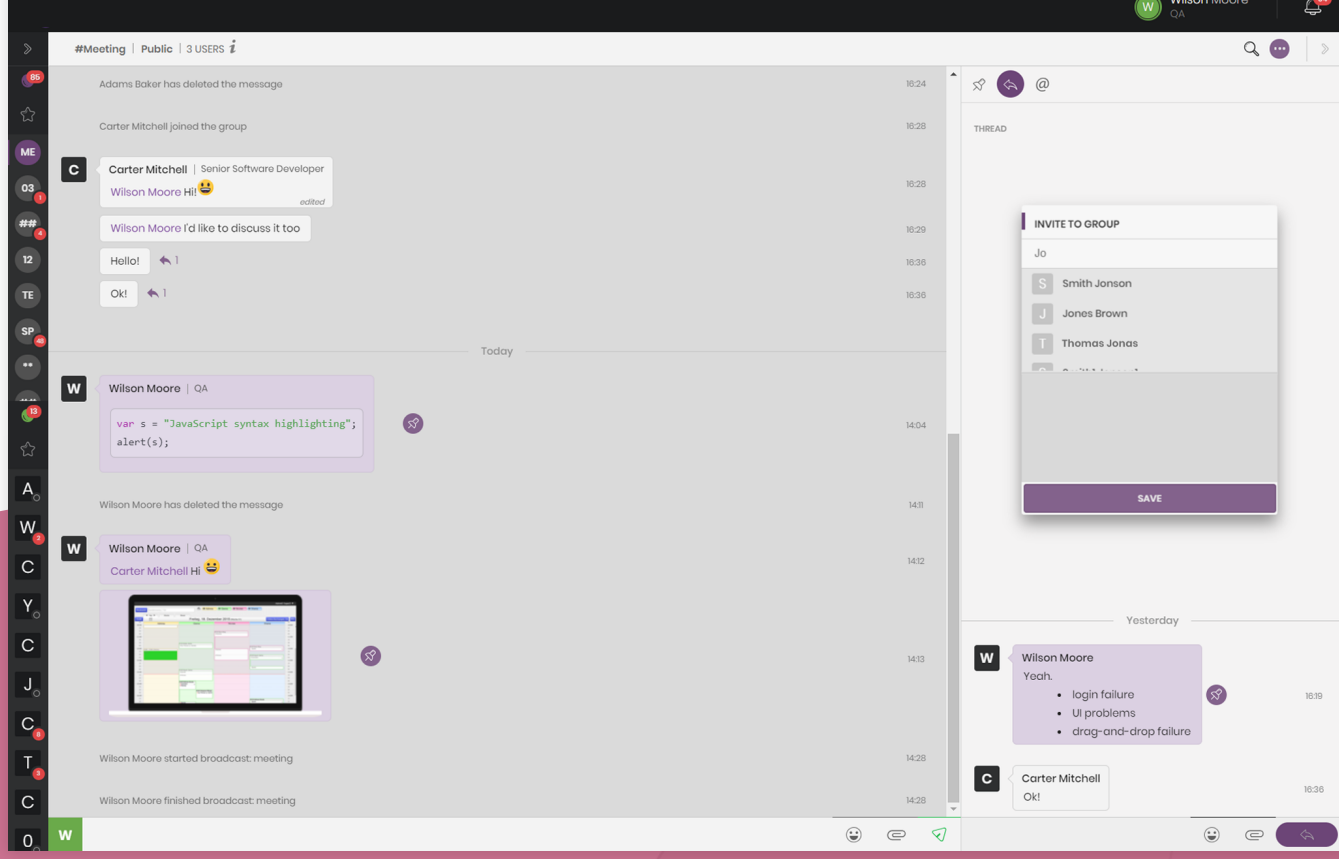 W
Wilson Moore
QA
#Meeting | Public | 3 USERS i
85
ME
03
1
##
4
12
TE
SP
48
**
13
A
W
2
C
Y
C
J
C
8
T
3
C
O
Adams Baker has deleted the message 16:24
Carter Mitchell joined the group 16:28
C
Carter Mitchell | Senior Software Developer
Wilson Moore Hi! 16:28
edited
Wilson Moore I'd like to discuss it too 16:29
Hello! 1 16:36
Ok! 1 16:36
Today
W
Wilson Moore | QA
var s = "JavaScript syntax highlighting";
alert(s);
14:04
Wilson Moore has deleted the message 14:11
W
Wilson Moore | QA
Carter Mitchell Hi 14:12
14:13
Wilson Moore started broadcast: meeting 14:28
Wilson Moore finished broadcast: meeting 14:28
W
@
THREAD
INVITE TO GROUP
Jo
S Smith Jonson
J Jones Brown
T Thomas Jonas
SAVE
Yesterday
W
Wilson Moore
Yeah.
• login failure
• UI problems
• drag-and-drop failure
16:19
C
Carter Mitchell
Ok!
16:36